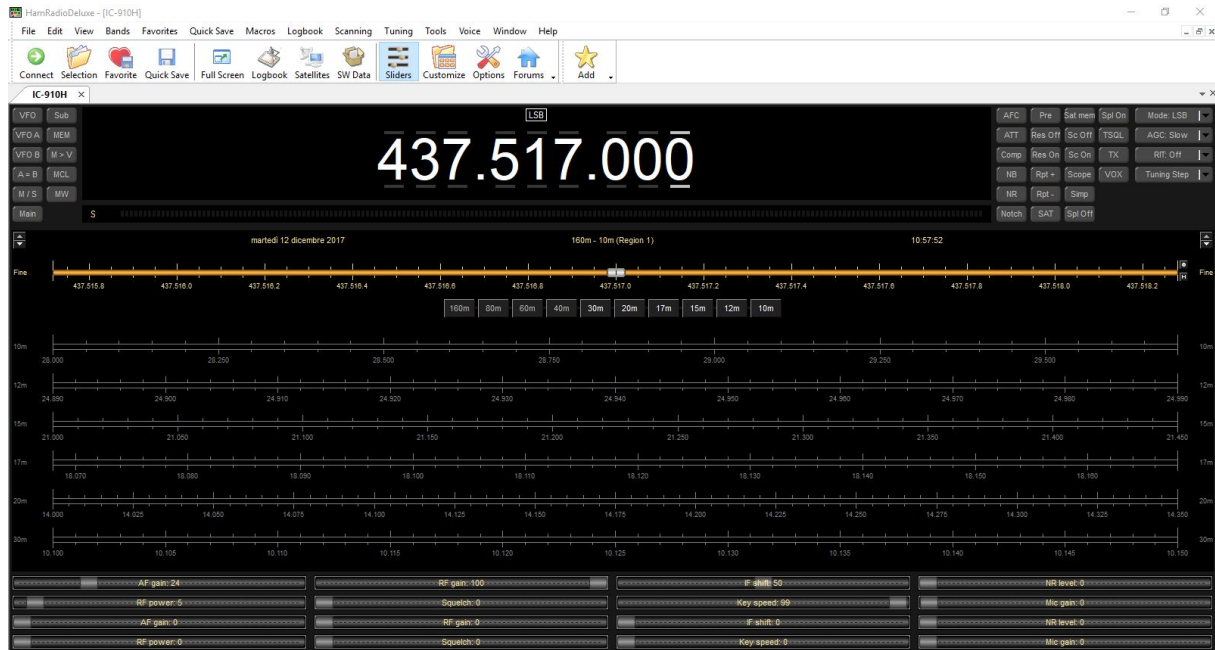 HamRadioDeluxe - [IC-910H]
File Edit View Bands Favorites Quick Save Macros Logbook Scanning Tuning Tools Voice Window Help
Connect Selection Favorite Quick Save Full Screen Logbook Satellites SW Data Sliders Customize Options Forums Add
IC-910H
VFO Sub LSB AFC Pre Sat mem Spl On Mode: LSB
VFO A MEM ATT Res Off Sc Off TSQL AGC: Slow
VFO B M > V 437.517.000 Comp Res On Sc On TX RIT: Off
A = B MCL NB Rpt + Scope VOX Tuning Step
M / S MW NR Rpt - Simp
Main S Notch SAT Spl Off
martedì 12 dicembre 2017 160m - 10m (Region 1) 10:57:52
Fine Fine
437.515.8 437.516.0 437.516.2 437.516.4 437.516.6 437.516.8 437.517.0 437.517.2 437.517.4 437.517.6 437.517.8 437.518.0 437.518.2
160m 80m 60m 40m 30m 20m 17m 15m 12m 10m
10m 10m
28.000 28.250 28.500 28.750 29.000 29.250 29.500
12m 12m
24.890 24.900 24.910 24.920 24.930 24.940 24.950 24.960 24.970 24.980 24.990
15m 15m
21.000 21.050 21.100 21.150 21.200 21.250 21.300 21.350 21.400 21.450
17m 17m
18.070 18.080 18.090 18.100 18.110 18.120 18.130 18.140 18.150 18.160
20m 20m
14.000 14.025 14.050 14.075 14.100 14.125 14.150 14.175 14.200 14.225 14.250 14.275 14.300 14.325 14.350
30m 30m
10.100 10.105 10.110 10.115 10.120 10.125 10.130 10.135 10.140 10.145 10.150
AF gain: 24 RF gain: 100 IF shift: 50 NR level: 0
RF power: 5 Squelch: 0 Key speed: 99 Mic gain: 0
AF gain: 0 RF gain: 0 IF shift: 0 NR level: 0
RF power: 0 Squelch: 0 Key speed: 0 Mic gain: 0